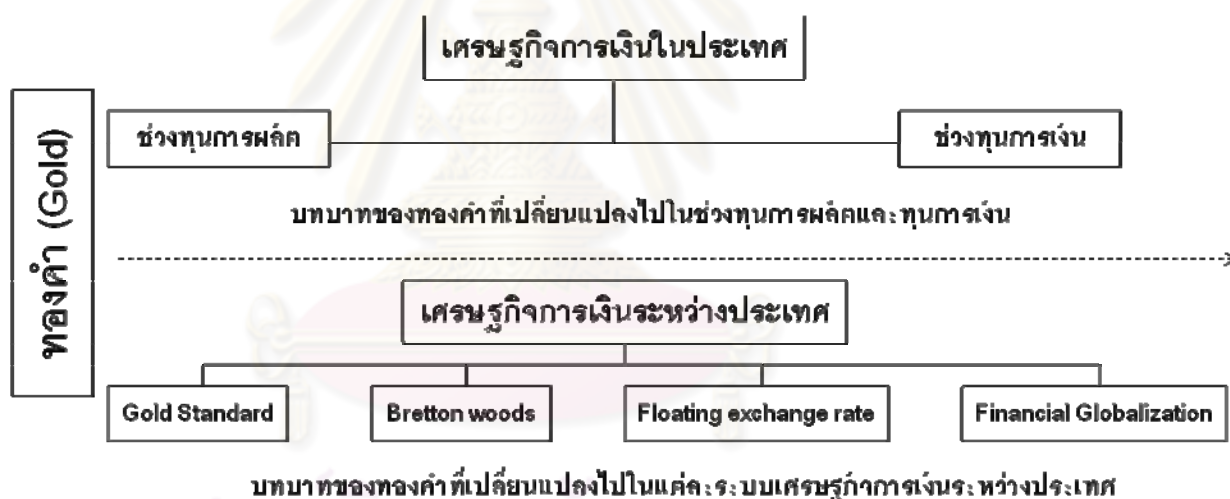 เศรษฐกิจการเงินในประเทศ
ทองคำ (Gold)
ช่วงทุนการผลิต
ช่วงทุนการเงิน
บทบาทของทองคำที่เปลี่ยนแปลงไปในช่วงทุนการผลิตและทุนการเงิน
เศรษฐกิจการเงินระหว่างประเทศ
Gold Standard
Bretton woods
Floating exchange rate
Financial Globalization
บทบาทของทองคำที่เปลี่ยนแปลงไปในแต่ละระบบเศรษฐกิจการเงินระหว่างประเทศ